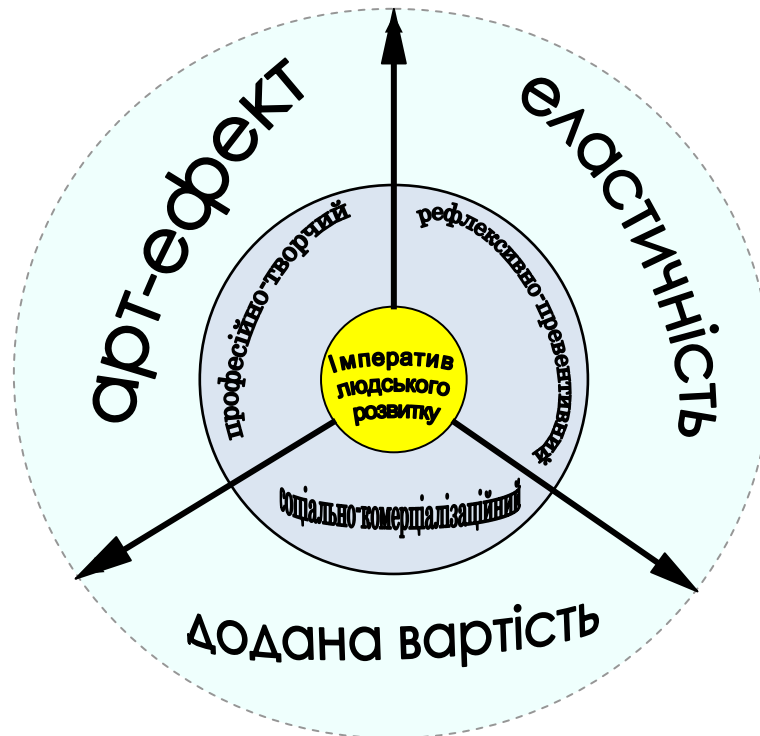 арт-ефект
еластичність
професійно-творчий
рефлексивно-превентивний
Імператив
людського
розвитку
соціально-комерціалізаційний
додана вартість